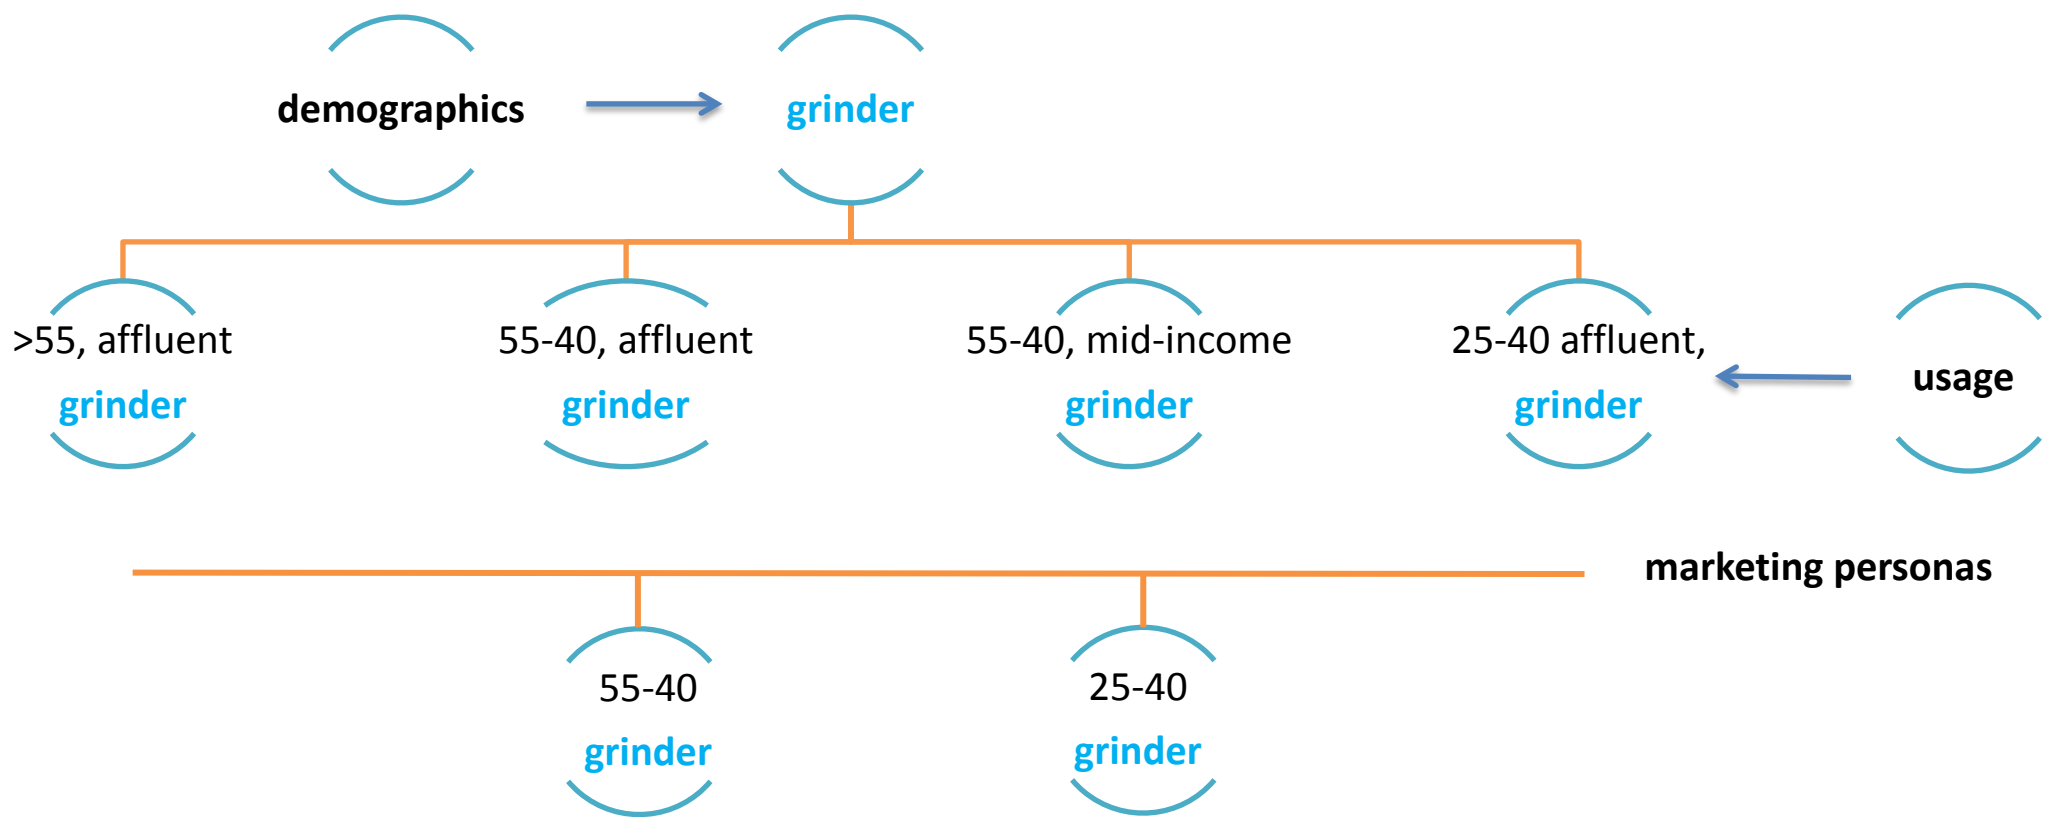 demographics
grinder
>55, affluent
grinder
55-40, affluent
grinder
55-40, mid-income
grinder
25-40 affluent,
grinder
usage
marketing personas
55-40
grinder
25-40
grinder